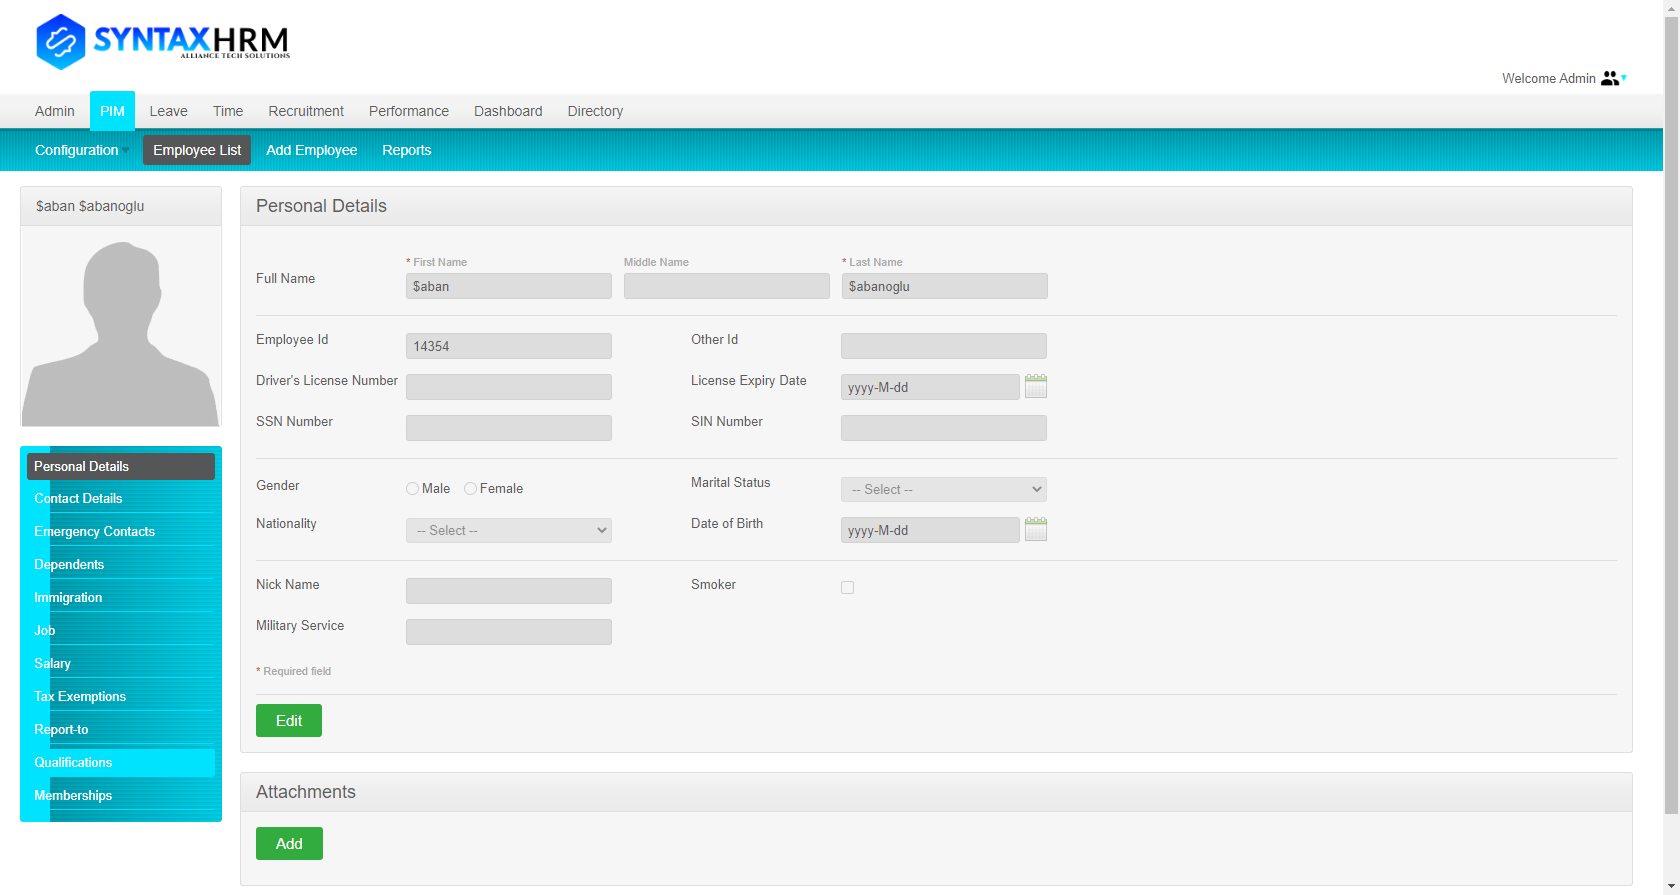 SYNTAXHRM
ALLIANCE TECH SOLUTIONS
Welcome Admin
Admin PIM Leave Time Recruitment Performance Dashboard Directory
Configuration Employee List Add Employee Reports
$aban $abanoglu
Personal Details
Contact Details
Emergency Contacts
Dependents
Immigration
Job
Salary
Tax Exemptions
Report-to
Qualifications
Memberships
Personal Details
* First Name Middle Name * Last Name
Full Name $aban $abanoglu
Employee Id 14354 Other Id
Driver's License Number License Expiry Date yyyy-M-dd
SSN Number SIN Number
Gender Male Female Marital Status -- Select --
Nationality -- Select -- Date of Birth yyyy-M-dd
Nick Name Smoker
Military Service
* Required field
Edit
Attachments
Add